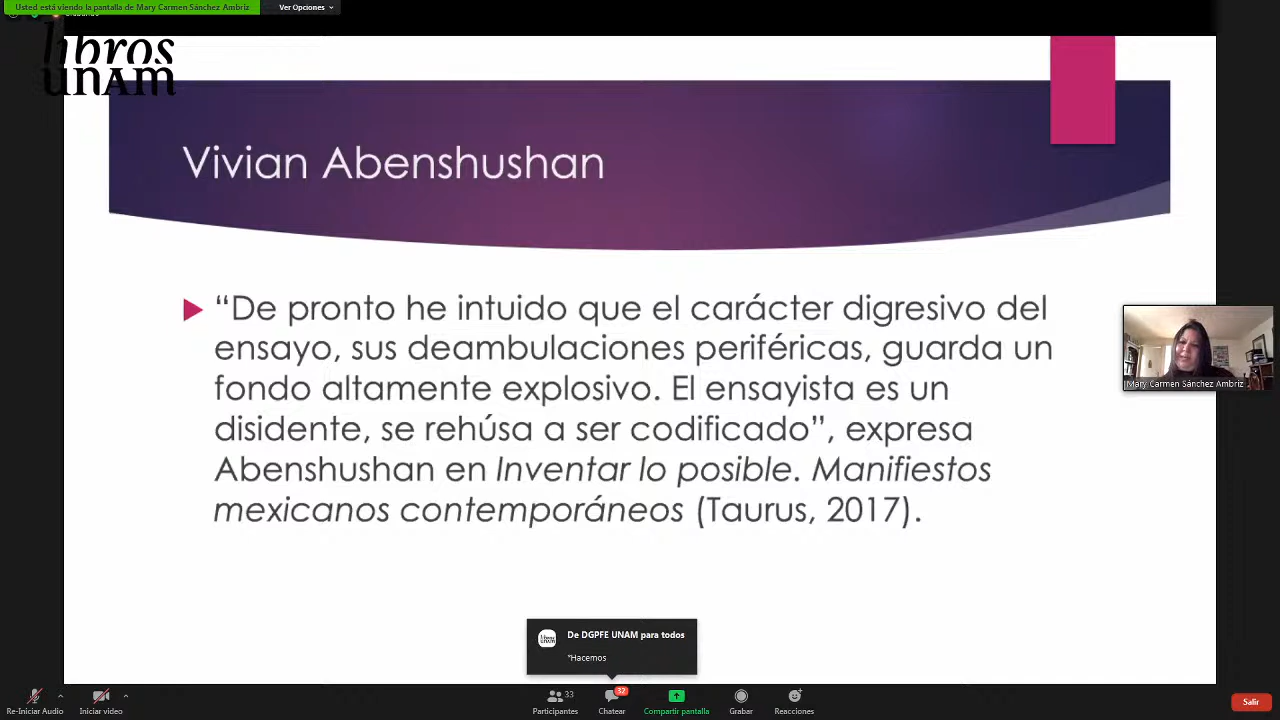 Usted está viendo la pantalla de Mary Carmen Sánchez Ambriz
Ver Opciones
libros
unam
Vivian Abenshushan
“De pronto he intuido que el carácter digresivo del
ensayo, sus deambulaciones periféricas, guarda un
fondo altamente explosivo. El ensayista es un
disidente, se rehúsa a ser codificado”, expresa
Abenshushan en Inventar lo posible. Manifiestos
mexicanos contemporáneos (Taurus, 2017).
Mary Carmen Sánchez Ambriz
libros
unam
De DGPFE UNAM para todos
*Hacemos
Re-Iniciar Audio
Iniciar video
33
Participantes
32
Chatear
Compartir pantalla
Grabar
Reacciones
Salir